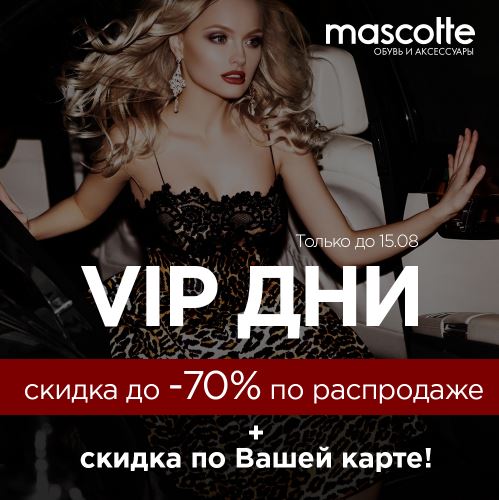 mascotte
ОБУВЬ И АКСЕССУАРЫ
Только до 15.08
VIP ДНИ
скидка до -70% по распродаже
+
скидка по Вашей карте!